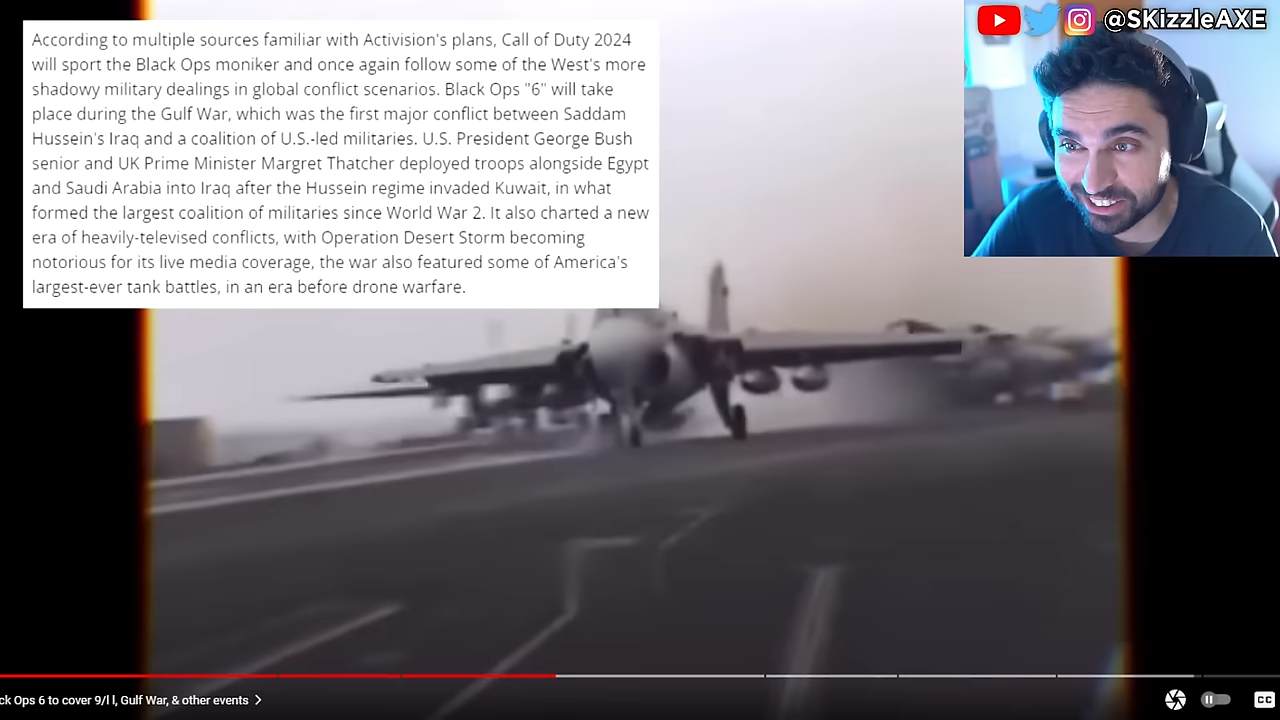 According to multiple sources familiar with Activision's plans, Call of Duty 2024
will sport the Black Ops moniker and once again follow some of the West's more
shadowy military dealings in global conflict scenarios. Black Ops "6" will take
place during the Gulf War, which was the first major conflict between Saddam
Hussein's Iraq and a coalition of U.S.-led militaries. U.S. President George Bush
senior and UK Prime Minister Margret Thatcher deployed troops alongside Egypt
and Saudi Arabia into Iraq after the Hussein regime invaded Kuwait, in what
formed the largest coalition of militaries since World War 2. It also charted a new
era of heavily-televised conflicts, with Operation Desert Storm becoming
notorious for its live media coverage, the war also featured some of America's
largest-ever tank battles, in an era before drone warfare.
@SKizzleAXE
ck Ops 6 to cover 9/l l, Gulf War, & other events
CC